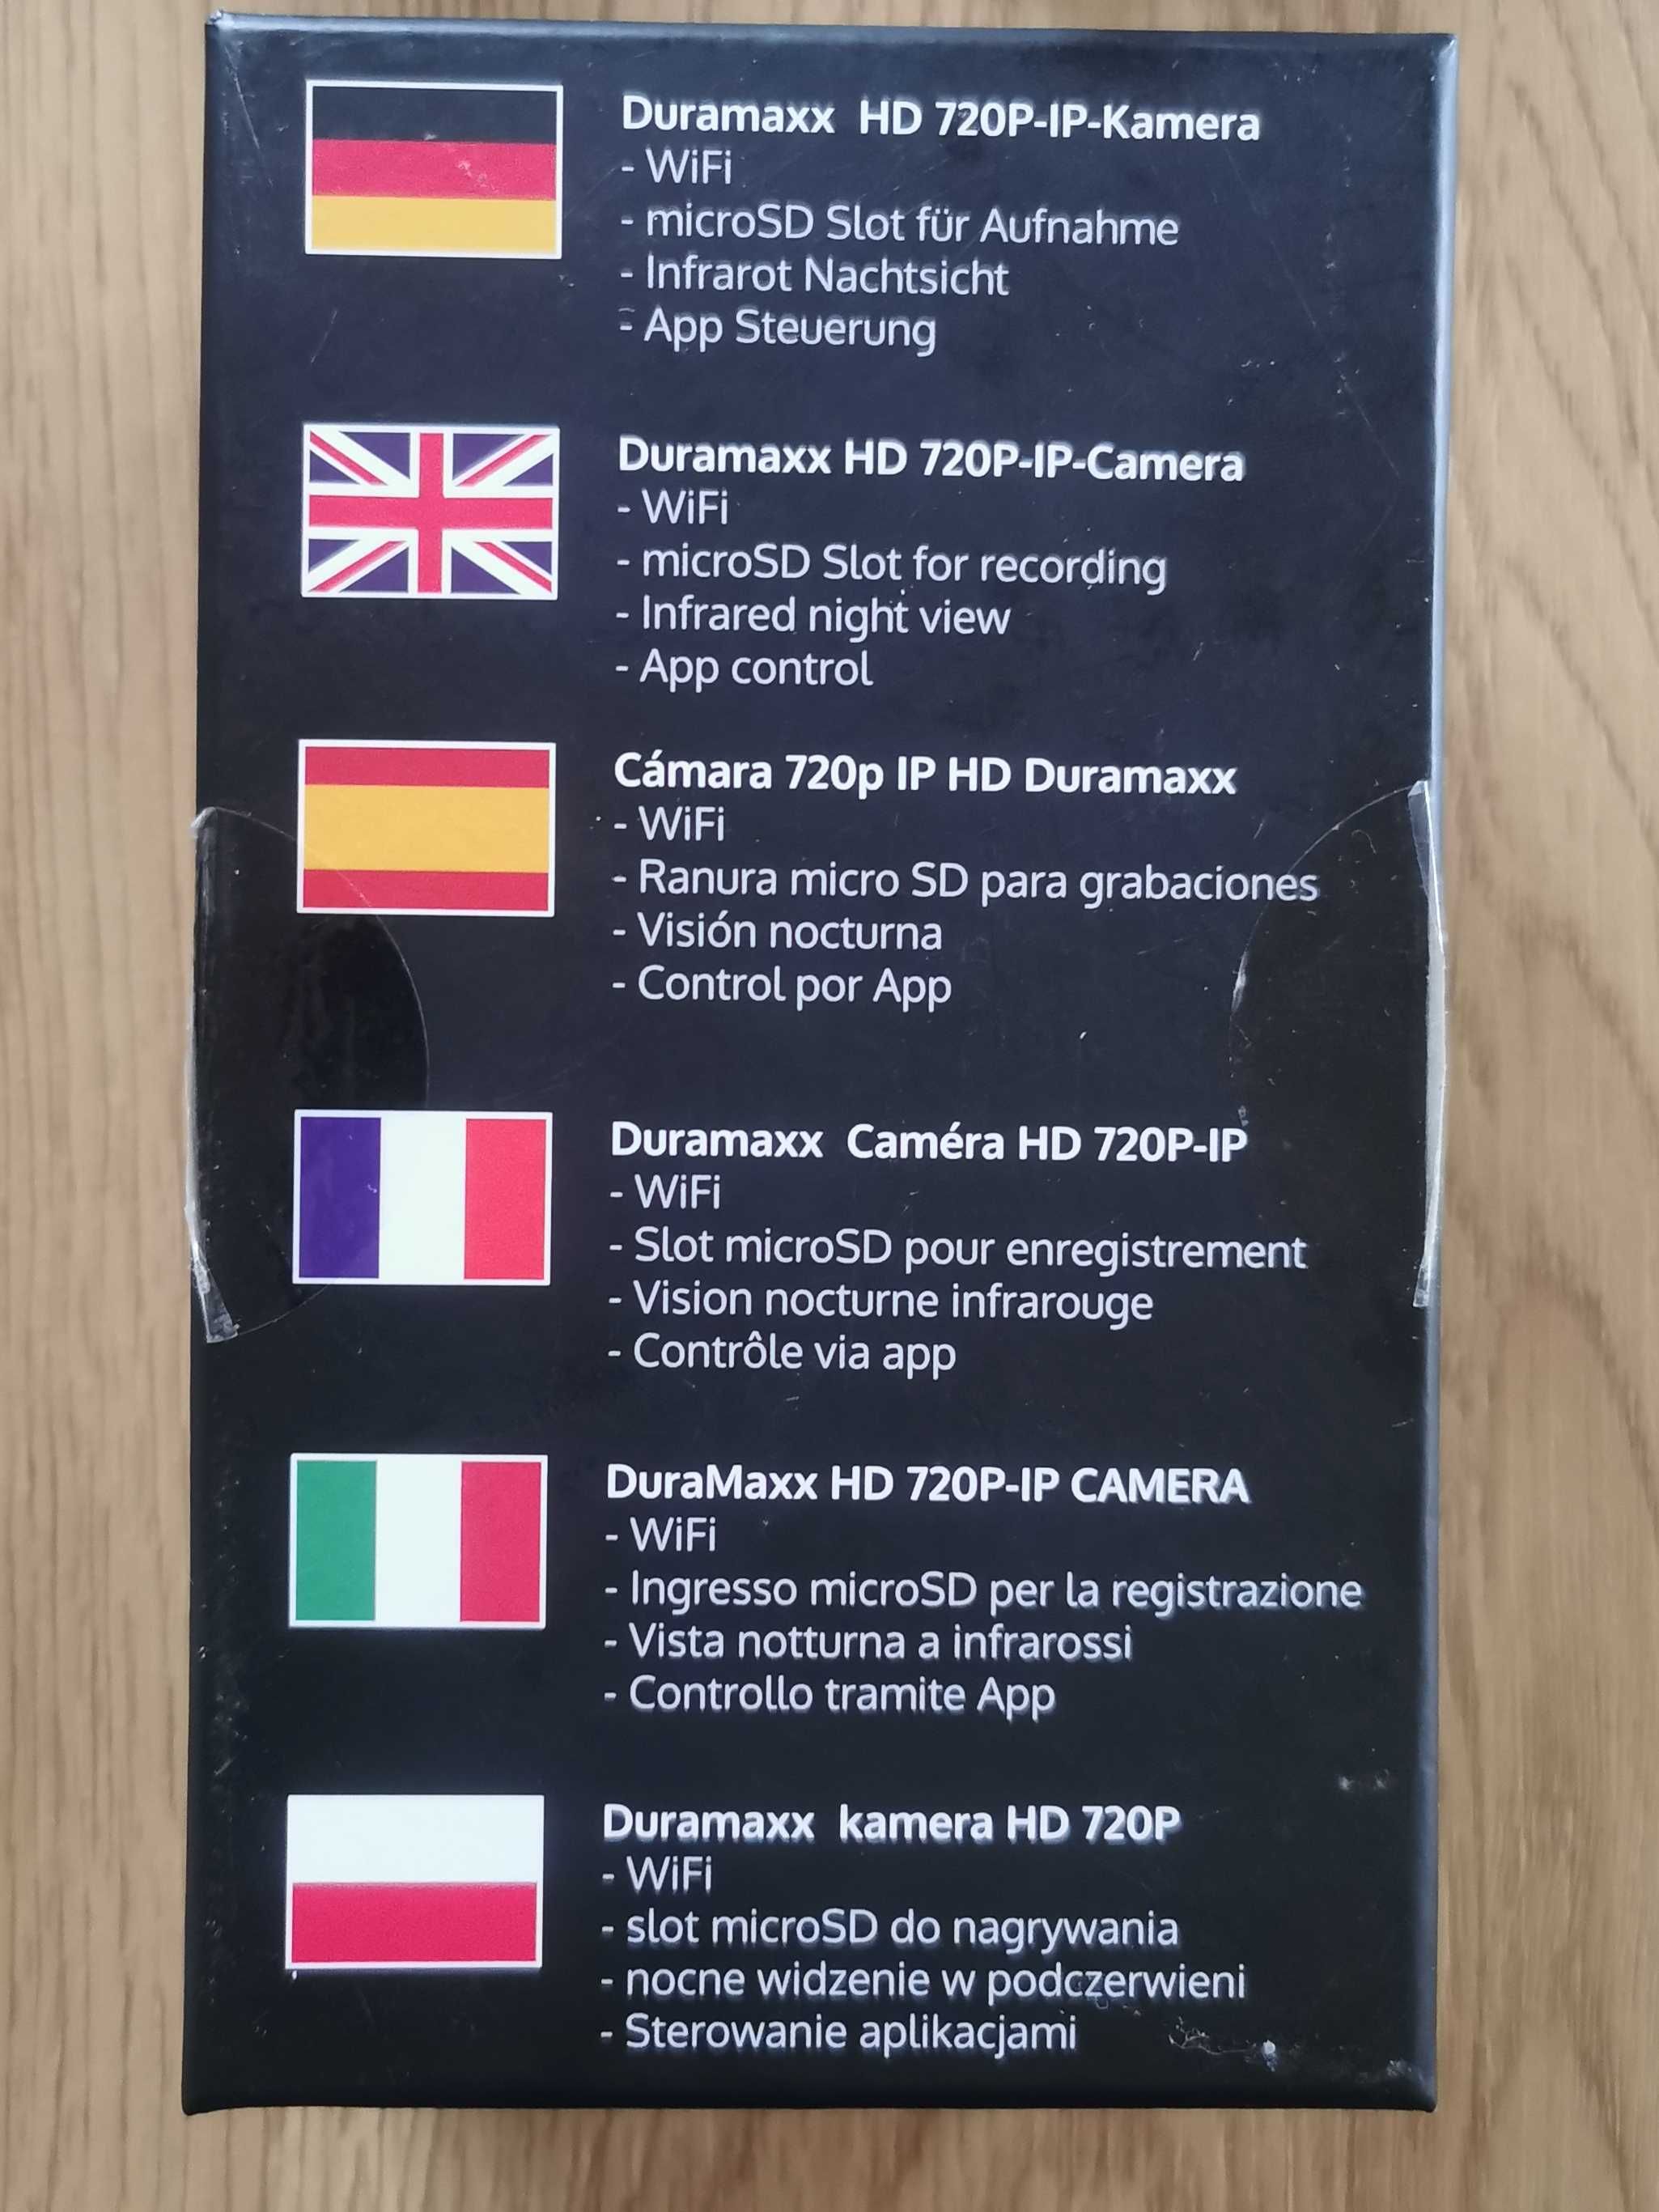 Duramaxx HD 720P-IP-Kamera
- WiFi
- microSD Slot für Aufnahme
- Infrarot Nachtsicht
- App Steuerung
Duramaxx HD 720P-IP-Camera
- WiFi
- microSD Slot for recording
- Infrared night view
- App control
Cámara 720p IP HD Duramaxx
- WiFi
- Ranura micro SD para grabaciones
- Visión nocturna
- Control por App
Duramaxx Caméra HD 720P-IP
- WiFi
- Slot microSD pour enregistrement
- Vision nocturne infrarouge
- Contrôle via app
DuraMaxx HD 720P-IP CAMERA
- WiFi
- Ingresso microSD per la registrazione
- Vista notturna a infrarossi
- Controllo tramite App
Duramaxx kamera HD 720P
- WiFi
- slot microSD do nagrywania
- nocne widzenie w podczerwieni
- Sterowanie aplikacjami